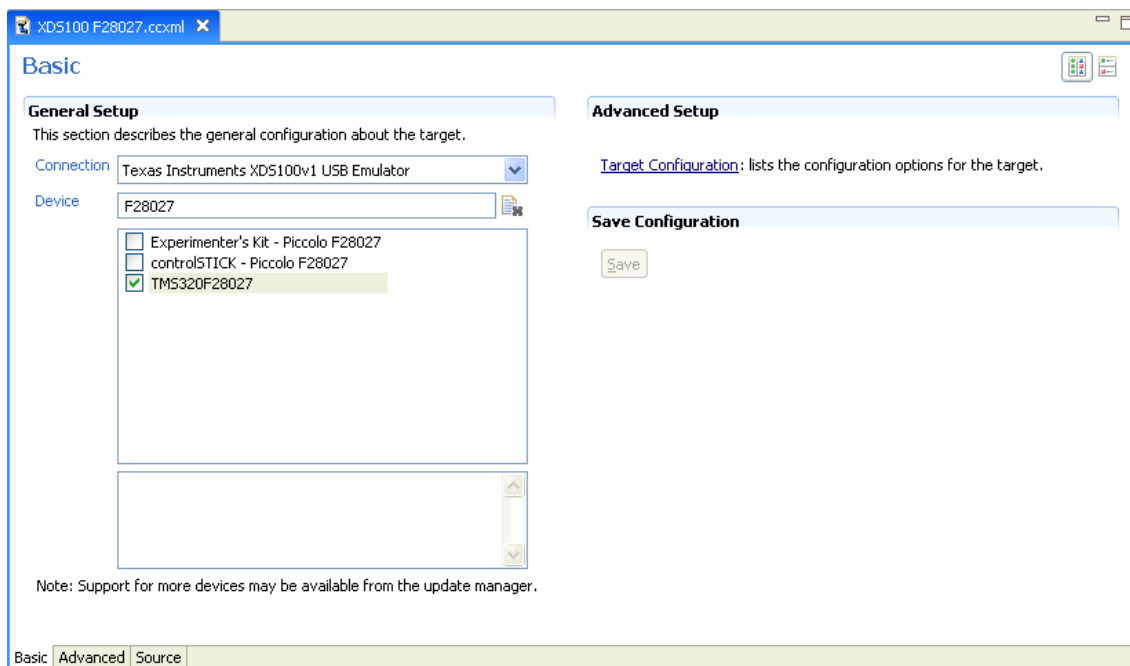 XDS100 F28027.ccxml
Basic
General Setup
This section describes the general configuration about the target.
Connection Texas Instruments XDS100v1 USB Emulator
Device F28027
Experimenter's Kit - Piccolo F28027
controlSTICK - Piccolo F28027
TMS320F28027
Note: Support for more devices may be available from the update manager.
Advanced Setup
Target Configuration: lists the configuration options for the target.
Save Configuration
Save
Basic Advanced Source